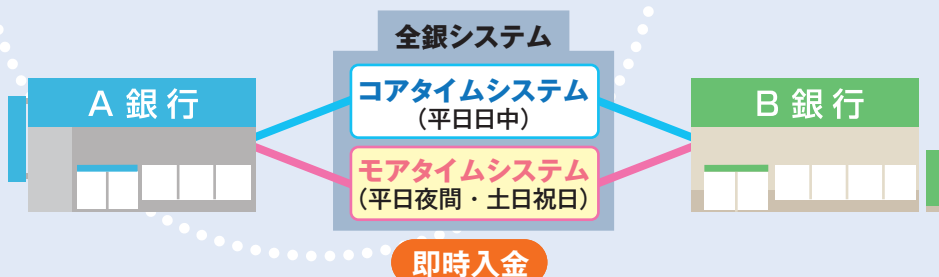 全銀システム
A 銀 行
コアタイムシステム
(平日日中)
モアタイムシステム
(平日夜間・土日祝日)
B 銀 行
即時入金